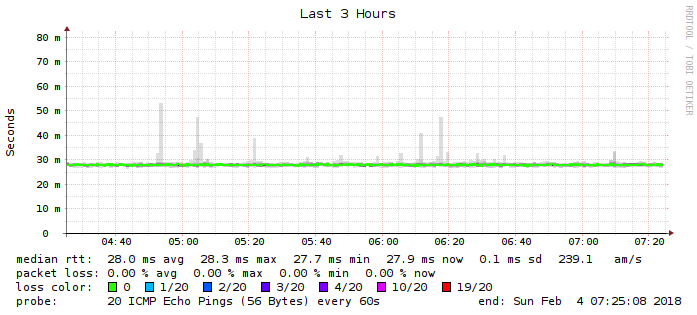 Last 3 Hours
RRDTOOL / TOBI OETIKER
Seconds
80 m
70 m
60 m
50 m
40 m
30 m
20 m
10 m
0
04:40 05:00 05:20 05:40 06:00 06:20 06:40 07:00 07:20
median rtt: 28.0 ms avg 28.3 ms max 27.7 ms min 27.9 ms now 0.1 ms sd 239.1 am/s
packet loss: 0.00 % avg 0.00 % max 0.00 % min 0.00 % now
loss color: 0 1/20 2/20 3/20 4/20 10/20 19/20
probe: 20 ICMP Echo Pings (56 Bytes) every 60s end: Sun Feb 4 07:25:08 2018